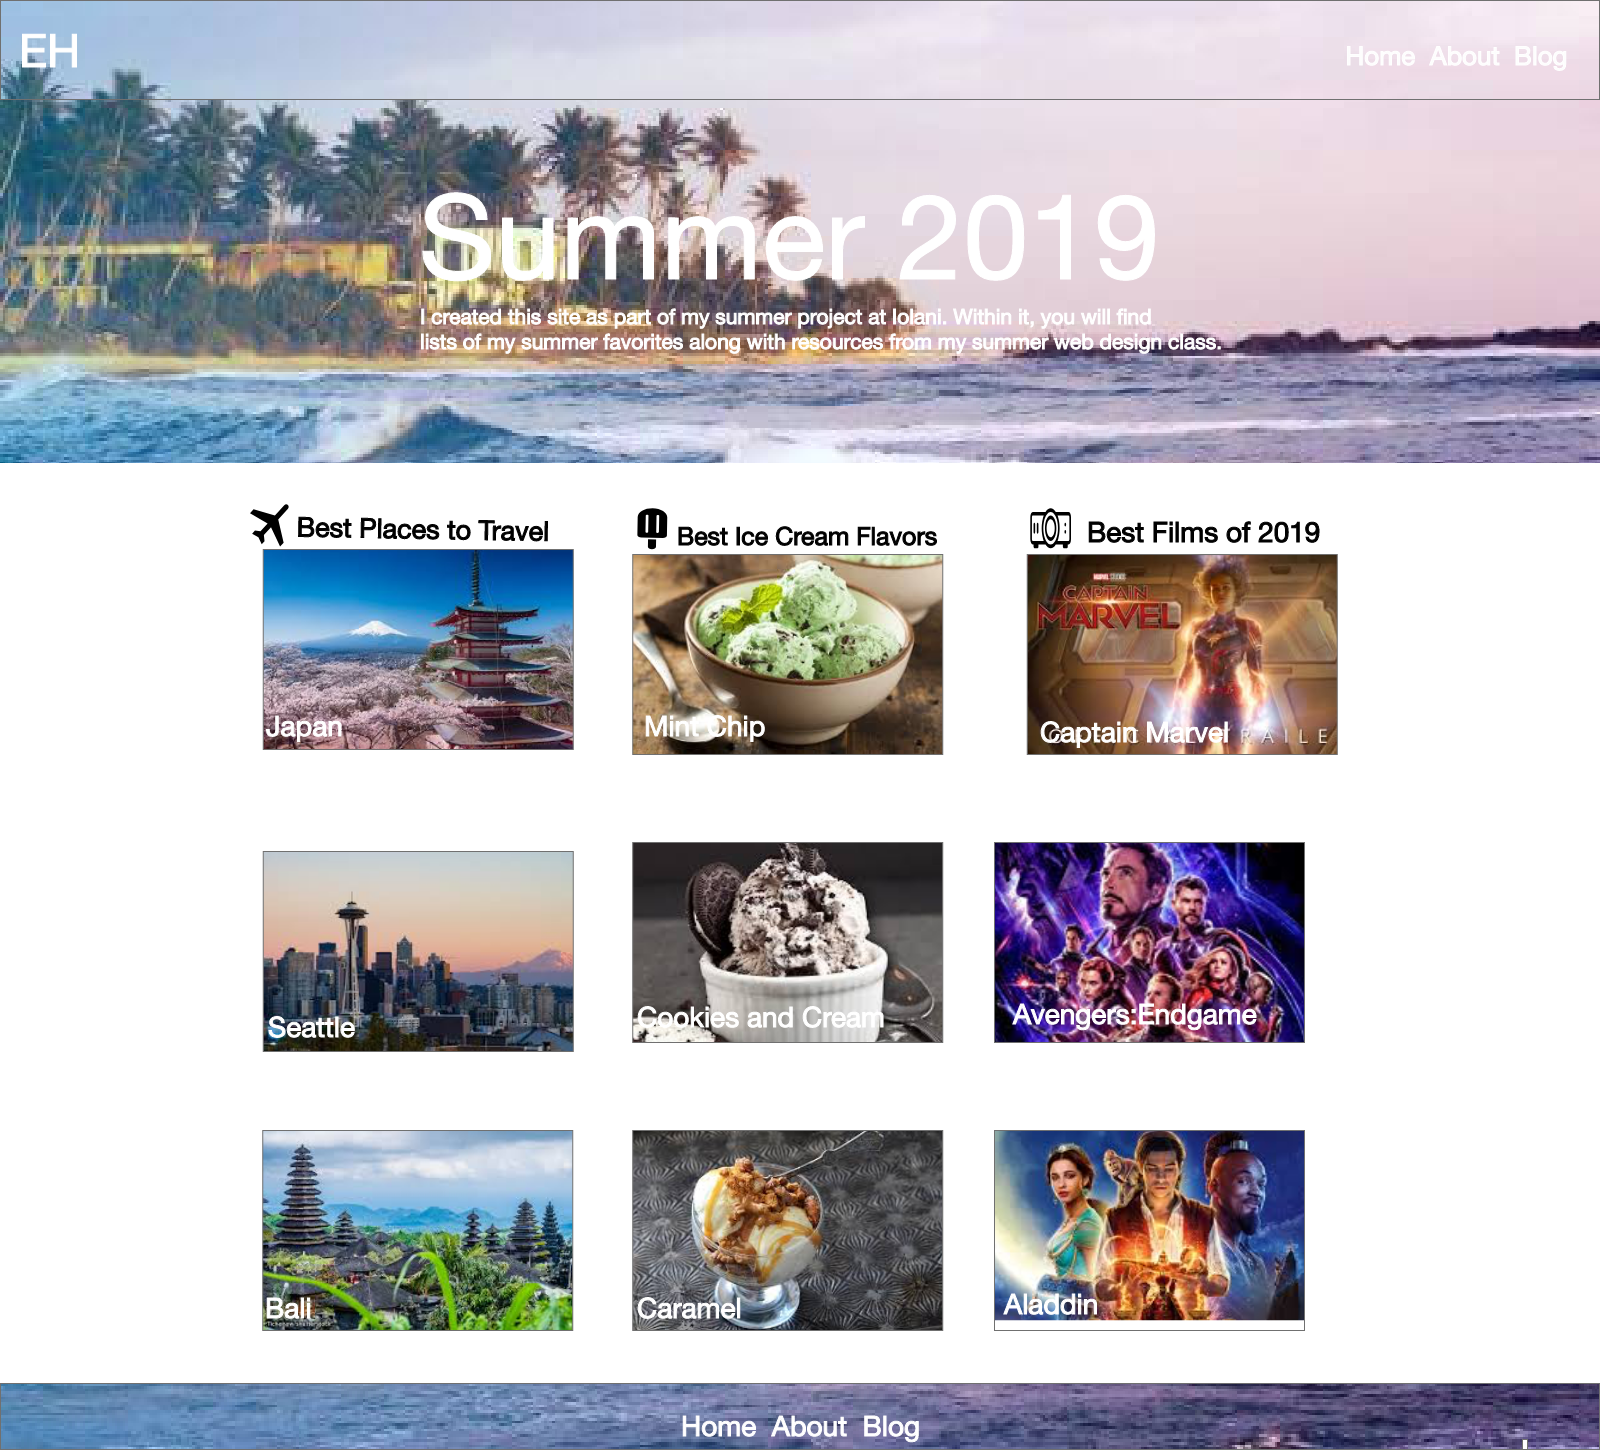 EH
Home About Blog
Summer 2019
I created this site as part of my summer project at Iolani. Within it, you will find
lists of my summer favorites along with resources from my summer web design class.
Best Places to Travel
Best Ice Cream Flavors
Best Films of 2019
MARVEL STUDIOS
CAPTAIN
MARVEL
Japan
Mint Chip
Captain Marvel
Seattle
Cookies and Cream
Avengers:Endgame
Bali
Caramel
Aladdin
Home About Blog